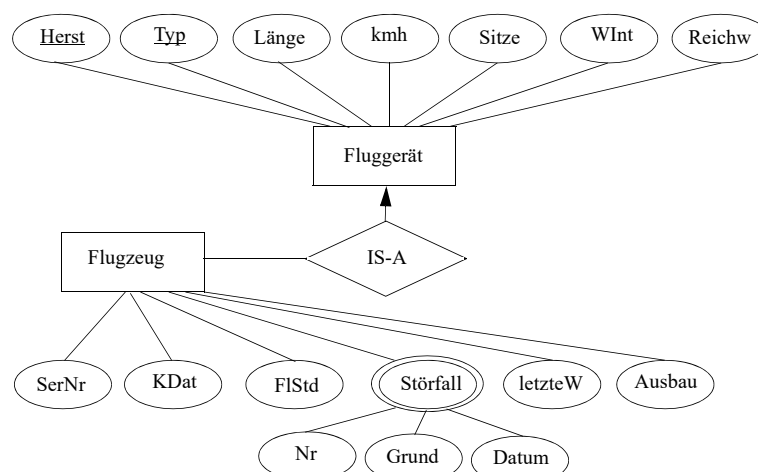 Herst Typ Länge kmh Sitze WInt Reichw
Fluggerät
Flugzeug IS-A
SerNr KDat FlStd Störfall letzteW Ausbau
Nr Grund Datum